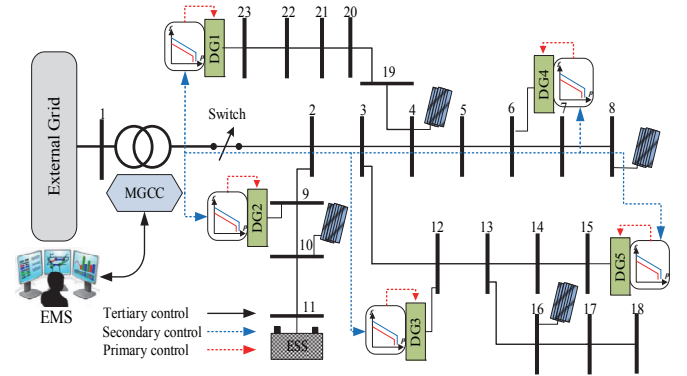 23
22
21
20
DG1
f
P
19
DG4
f
P
External Grid
1
Switch
2
3
4
5
6
7
8
MGCC
DG2
f
P
9
10
11
ESS
12
13
14
15
DG5
f
P
DG3
f
P
16
17
18
EMS
Tertiary control
Secondary control
Primary control